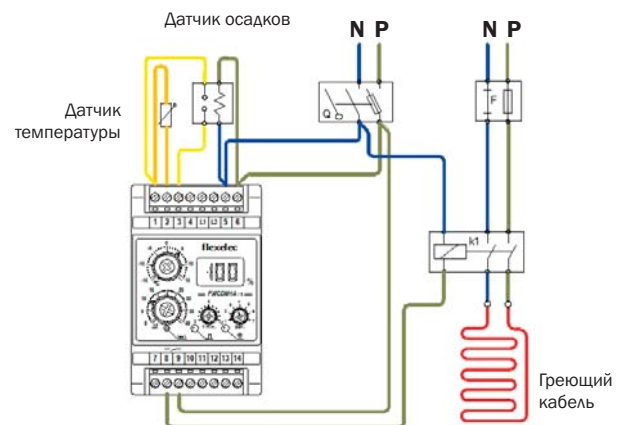 Датчик осадков
N P
N P
Датчик
температуры
Q
F
1 2 3 4 L1 L2 5 6
k1
flexelec
-100
%
7 8 9 10 11 12 13 14
Греющий
кабель